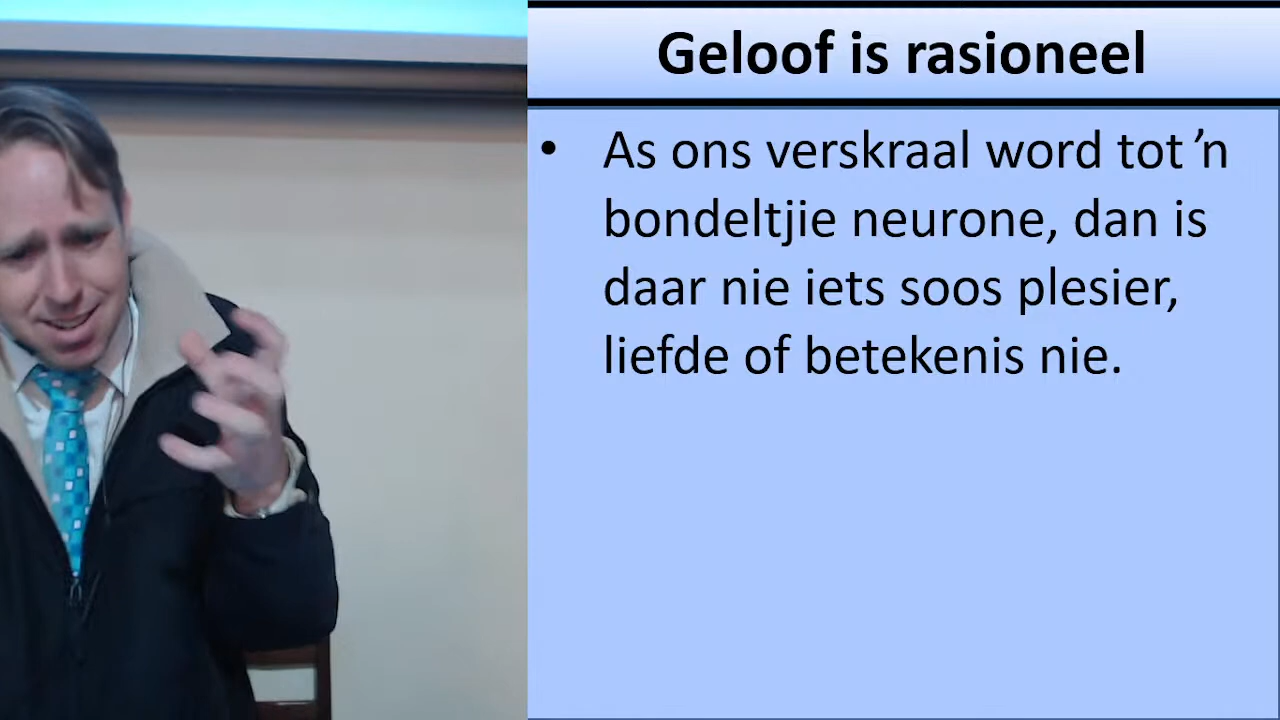 Geloof is rasioneel
• As ons verskraal word tot ’n
bondeltjie neurone, dan is
daar nie iets soos plesier,
liefde of betekenis nie.